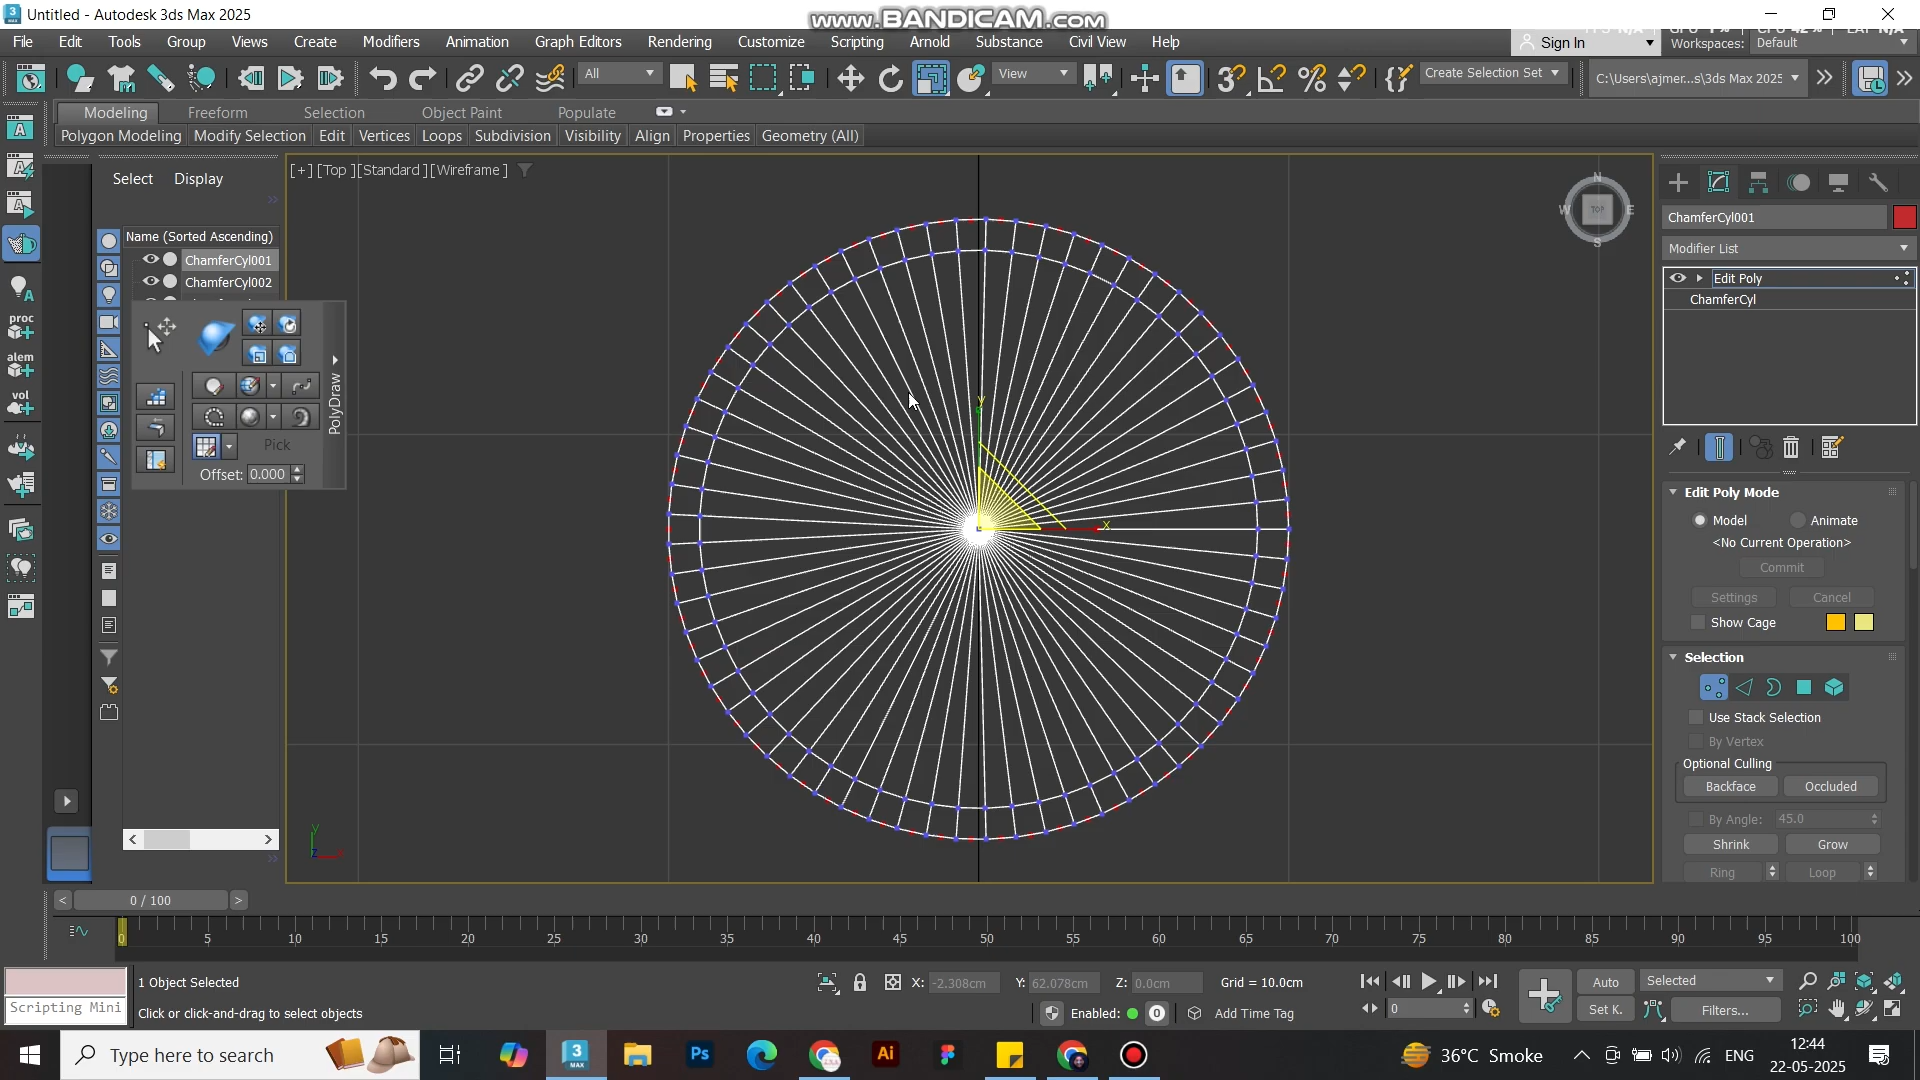 Untitled - Autodesk 3ds Max 2025
www.BANDICAM.com
File Edit Tools Group Views Create Modifiers Animation Graph Editors Rendering Customize Scripting Arnold Substance Civil View Help
Sign In
Workspaces: Default
All
View
Create Selection Set
C:\Users\ajmer...s\3ds Max 2025
Modeling Freeform Selection Object Paint Populate
Polygon Modeling Modify Selection Edit Vertices Loops Subdivision Visibility Align Properties Geometry (All)
Select Display
[+] [Top ] [Standard ] [Wireframe ]
Name (Sorted Ascending)
ChamferCyl001
ChamferCyl002
PolyDraw
Pick
Offset: 0.000
proc
alem
vol
y
x
N
W
TOP
E
S
y
z
x
ChamferCyl001
Modifier List
Edit Poly
ChamferCyl
Edit Poly Mode
Model Animate
<No Current Operation>
Commit
Settings Cancel
Show Cage
Selection
Use Stack Selection
By Vertex
Optional Culling
Backface Occluded
By Angle: 45.0
Shrink Grow
Ring Loop
0 / 100
0 5 10 15 20 25 30 35 40 45 50 55 60 65 70 75 80 85 90 95 100
1 Object Selected
X: -2.308cm Y: 62.078cm Z: 0.0cm Grid = 10.0cm
Auto Selected
Scripting Mini
Click or click-and-drag to select objects
Enabled: 0 Add Time Tag
0
Set K. Filters...
Type here to search
36°C Smoke
ENG
12:44
22-05-2025